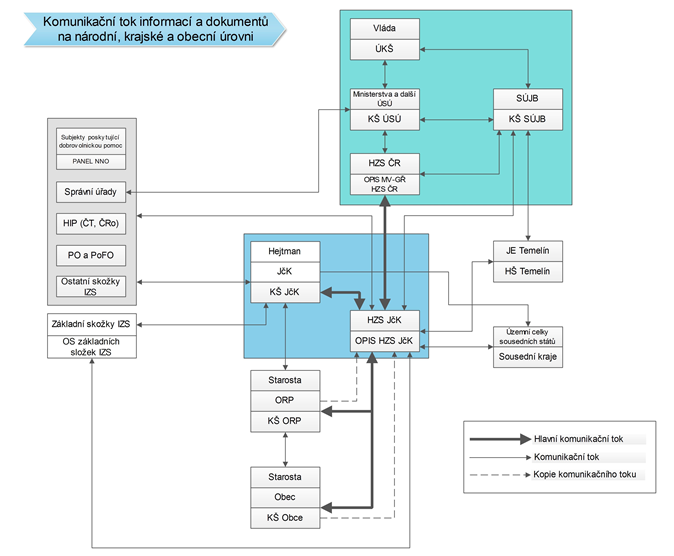 Komunikační tok informací a dokumentů
na národní, krajské a obecní úrovni
Vláda
ÚKŠ
Ministerstva a další
ÚSÚ
KŠ ÚSÚ
SÚJB
KŠ SÚJB
HZS ČR
OPIS MV-GŘ
HZS ČR
Subjekty poskytující
dobrovolnickou pomoc
PANEL NNO
Správní úřady
HIP (ČT, ČRo)
PO a PoFO
Ostatní skožky
IZS
Základní skožky IZS
OS základních
složek IZS
Hejtman
JčK
KŠ JčK
HZS JčK
OPIS HZS JčK
JE Temelín
HŠ Temelín
Územní celky
sousedních států
Sousední kraje
Starosta
ORP
KŠ ORP
Starosta
Obec
KŠ Obce
Hlavní komunikační tok
Komunikační tok
Kopie komunikačního toku